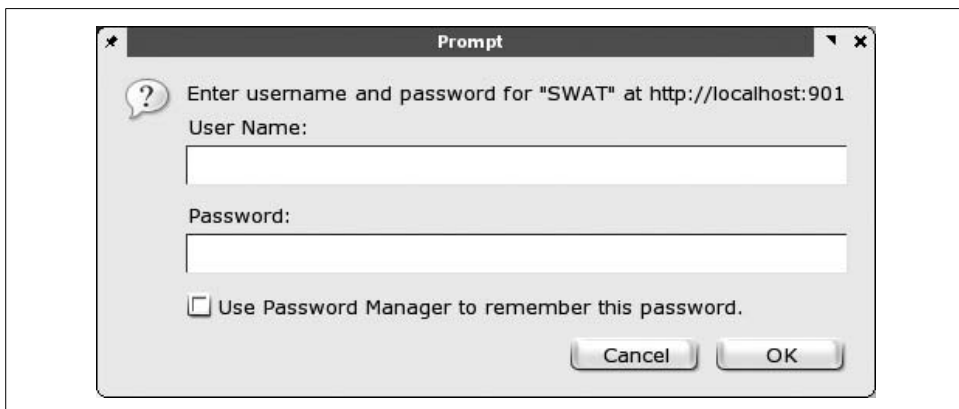 Prompt
Enter username and password for "SWAT" at http://localhost:901
User Name:
Password:
Use Password Manager to remember this password.
Cancel
OK